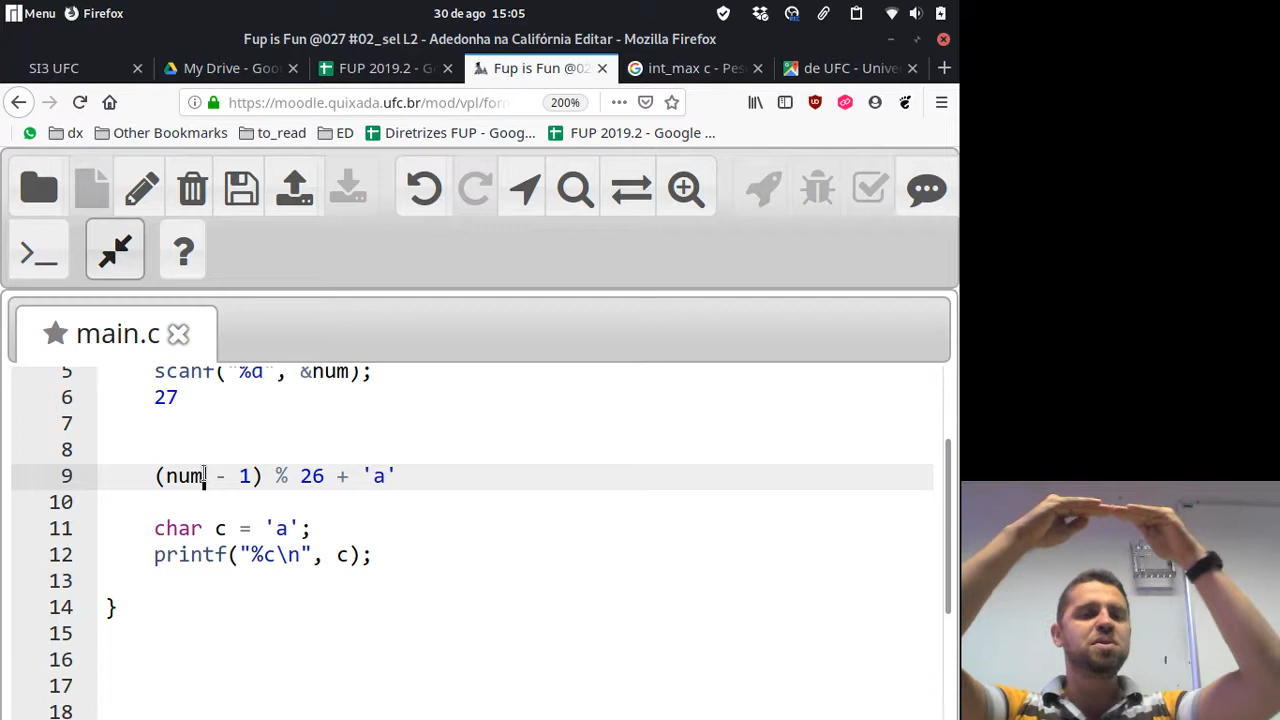 Menu Firefox 30 de ago 15:05
Fup is Fun @027 #02_sel L2 - Adedonha na Califórnia Editar - Mozilla Firefox
SI3 UFC My Drive - Goo FUP 2019.2 - G Fup is Fun @02 int_max c - Pes de UFC - Unive
https://moodle.quixada.ufc.br/mod/vpl/for 200%
dx Other Bookmarks to_read ED Diretrizes FUP - Goog... FUP 2019.2 - Google ...
main.c
5 scanf("%d", &num);
6 27
7
8
9 (num - 1) % 26 + 'a'
10
11 char c = 'a';
12 printf("%c\n", c);
13
14 }
15
16
17
18